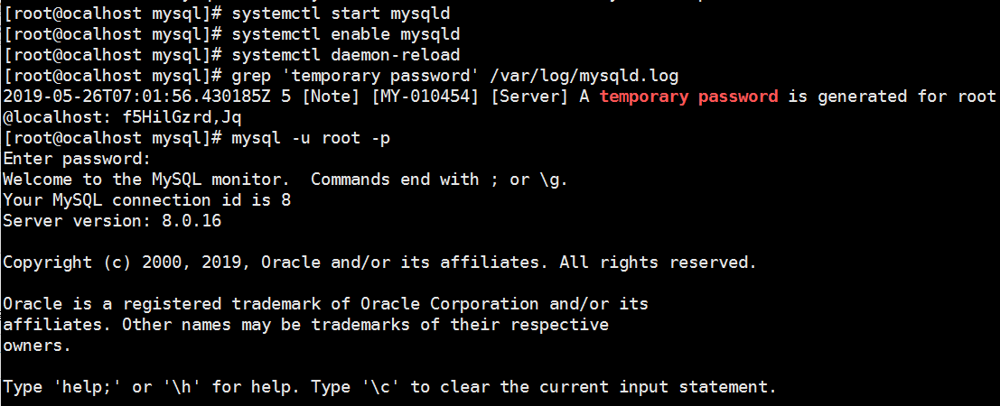 [root@ocalhost mysql]# systemctl start mysqld
[root@ocalhost mysql]# systemctl enable mysqld
[root@ocalhost mysql]# systemctl daemon-reload
[root@ocalhost mysql]# grep 'temporary password' /var/log/mysqld.log
2019-05-26T07:01:56.430185Z 5 [Note] [MY-010454] [Server] A temporary password is generated for root
@localhost: f5HilGzrd,Jq
[root@ocalhost mysql]# mysql -u root -p
Enter password:
Welcome to the MySQL monitor.  Commands end with ; or \g.
Your MySQL connection id is 8
Server version: 8.0.16

Copyright (c) 2000, 2019, Oracle and/or its affiliates. All rights reserved.

Oracle is a registered trademark of Oracle Corporation and/or its
affiliates. Other names may be trademarks of their respective
owners.

Type 'help;' or '\h' for help. Type '\c' to clear the current input statement.